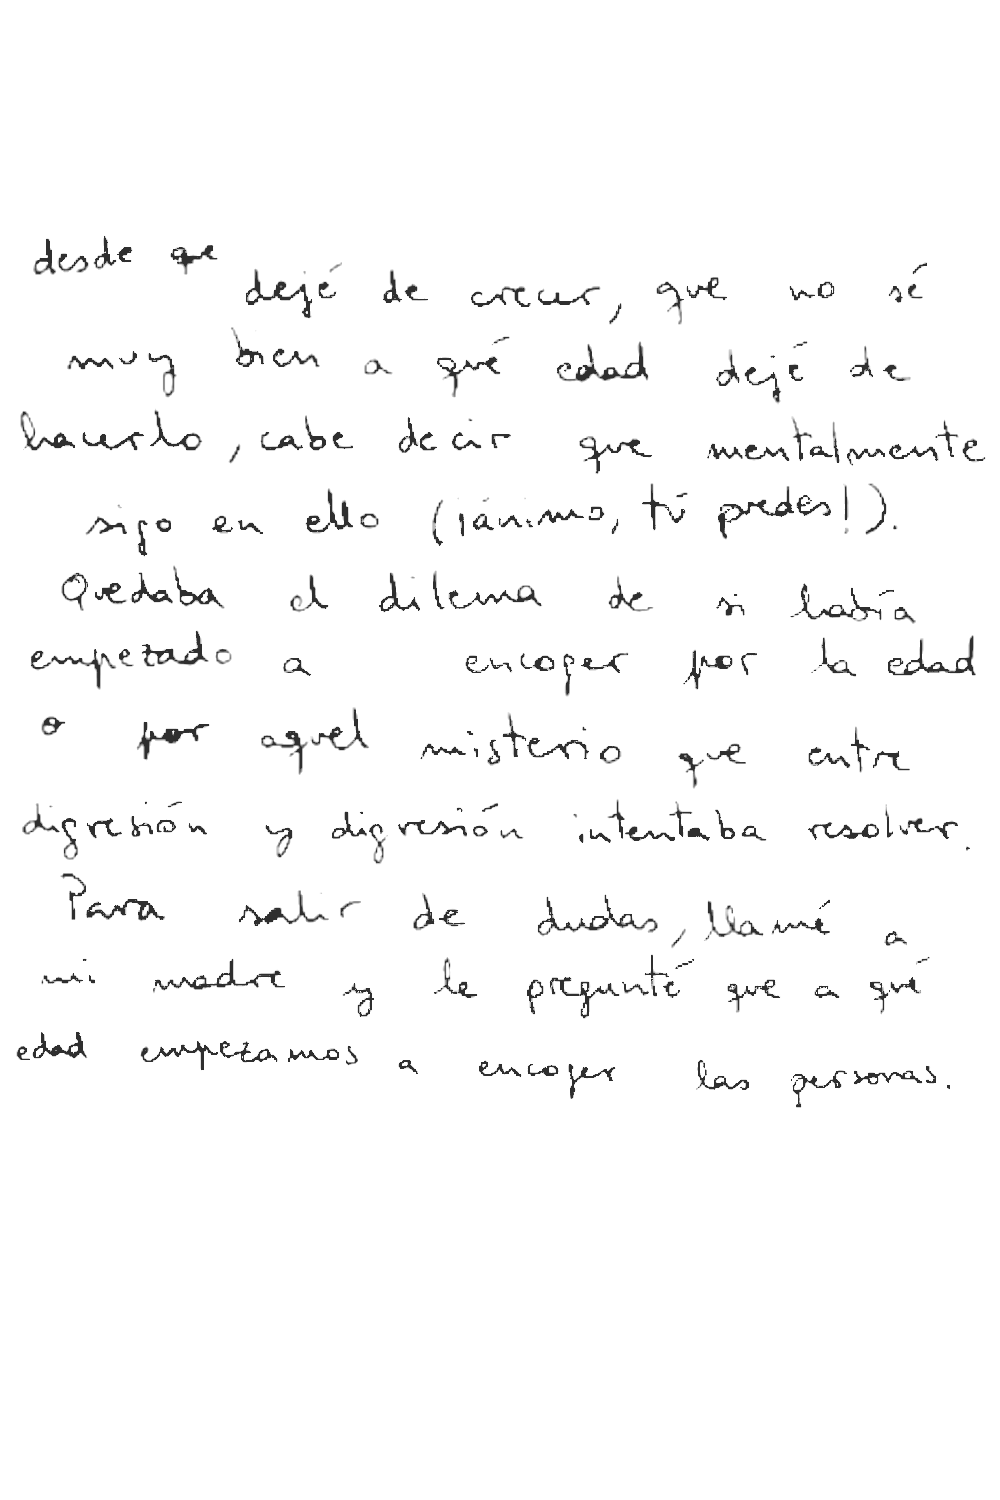 desde que
dejé de crecer, que no sé
muy bien a qué edad dejé de
hacerlo, cabe decir que mentalmente
sigo en ello (¡ánimo, tú puedes!).
Quedaba el dilema de si había
empezado a encoger por la edad
o por aquel misterio que entre
digresión y digresión intentaba resolver.
Para salir de dudas, llamé a
mi madre y le pregunté que a qué
edad empezamos a encoger las personas.